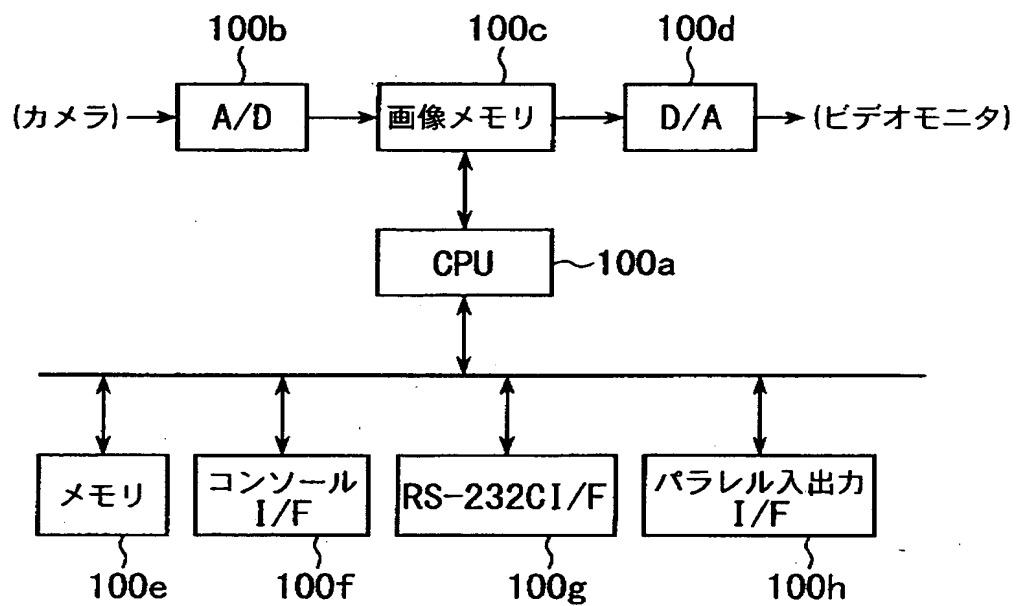 100b
100c
100d
(カメラ)
A/D
画像メモリ
D/A
(ビデオモニタ)
CPU
100a
メモリ
コンソール
I/F
RS-232CI/F
パラレル入出力
I/F
100e
100f
100g
100h